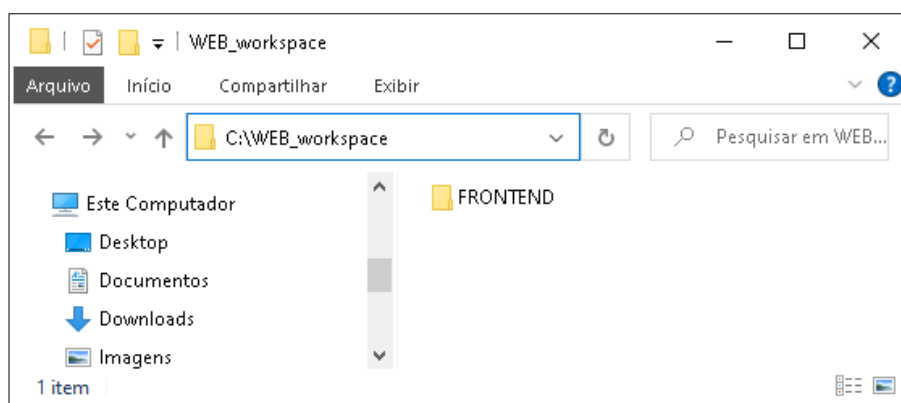 WEB_workspace
Arquivo Início Compartilhar Exibir ?
C:\WEB_workspace Pesquisar em WEB...
Este Computador FRONTEND
Desktop
Documentos
Downloads
Imagens
1 item